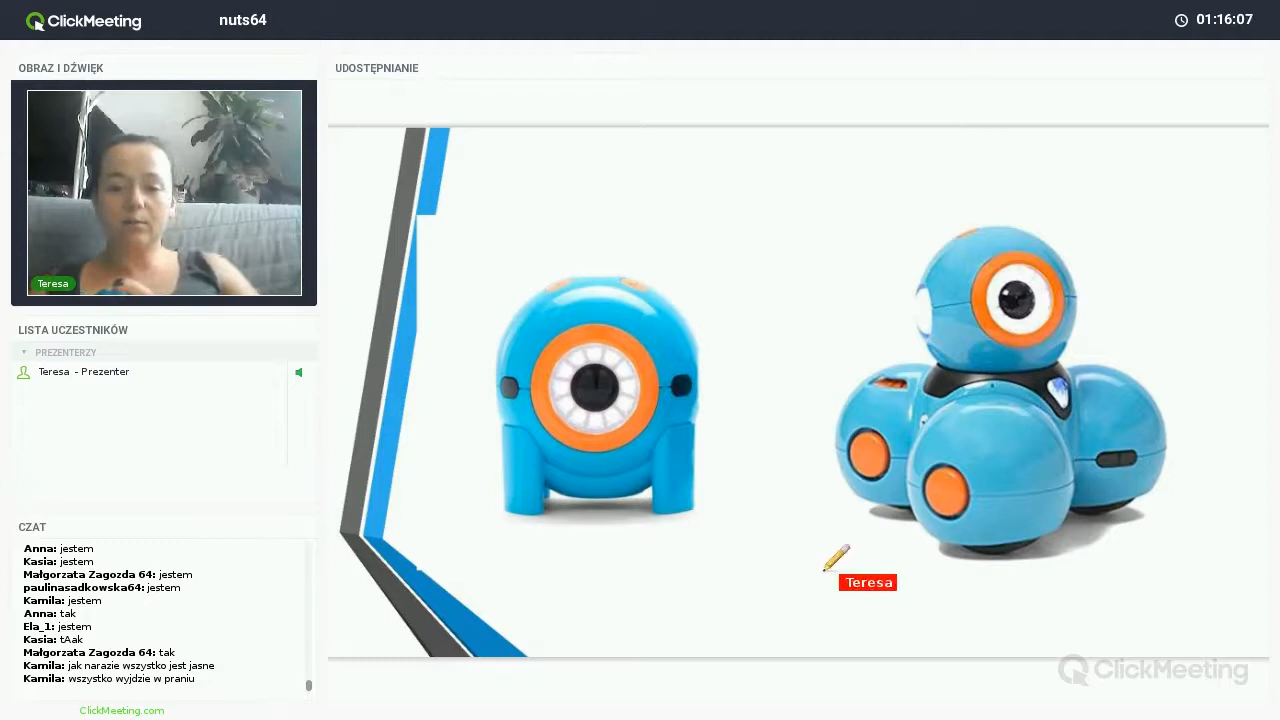 ClickMeeting
nuts64
01:16:07
OBRAZ I DŹWIĘK
UDOSTĘPNIANIE
Teresa
LISTA UCZESTNIKÓW
PREZENTERZY
Teresa - Prezenter
CZAT
Anna: jestem
Kasia: jestem
Małgorzata Zagozda 64: jestem
paulinasadkowska64: jestem
Kamila: jestem
Anna: tak
Ela_1: jestem
Kasia: tAak
Małgorzata Zagozda 64: tak
Kamila: jak narazie wszystko jest jasne
Kamila: wszystko wyjdzie w praniu
ClickMeeting.com
Teresa
ClickMeeting